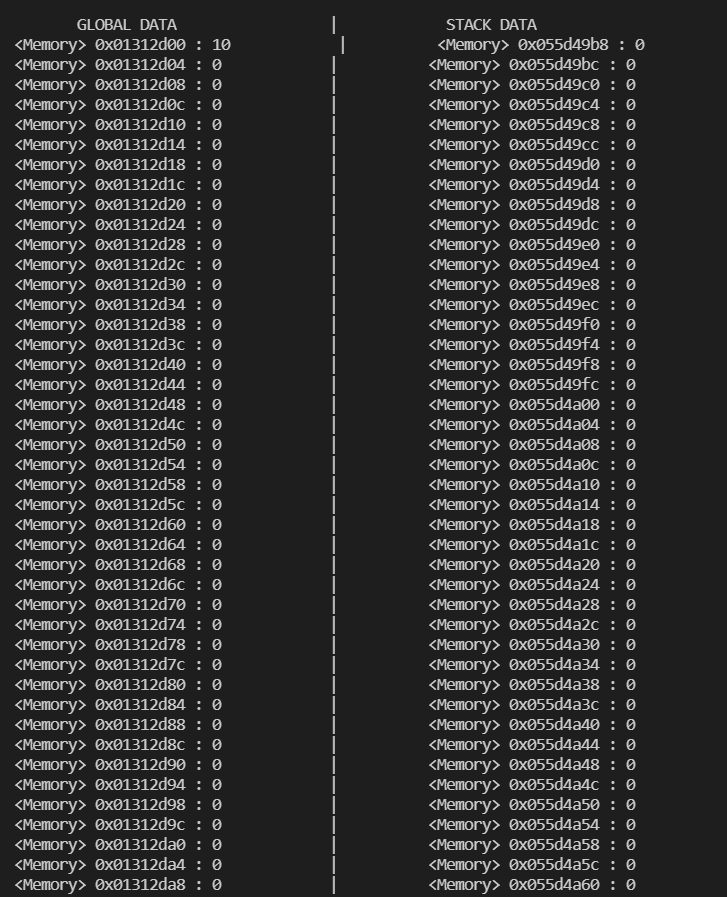 GLOBAL DATA | STACK DATA
<Memory> 0x01312d00 : 10 | <Memory> 0x055d49b8 : 0
<Memory> 0x01312d04 : 0 | <Memory> 0x055d49bc : 0
<Memory> 0x01312d08 : 0 | <Memory> 0x055d49c0 : 0
<Memory> 0x01312d0c : 0 | <Memory> 0x055d49c4 : 0
<Memory> 0x01312d10 : 0 | <Memory> 0x055d49c8 : 0
<Memory> 0x01312d14 : 0 | <Memory> 0x055d49cc : 0
<Memory> 0x01312d18 : 0 | <Memory> 0x055d49d0 : 0
<Memory> 0x01312d1c : 0 | <Memory> 0x055d49d4 : 0
<Memory> 0x01312d20 : 0 | <Memory> 0x055d49d8 : 0
<Memory> 0x01312d24 : 0 | <Memory> 0x055d49dc : 0
<Memory> 0x01312d28 : 0 | <Memory> 0x055d49e0 : 0
<Memory> 0x01312d2c : 0 | <Memory> 0x055d49e4 : 0
<Memory> 0x01312d30 : 0 | <Memory> 0x055d49e8 : 0
<Memory> 0x01312d34 : 0 | <Memory> 0x055d49ec : 0
<Memory> 0x01312d38 : 0 | <Memory> 0x055d49f0 : 0
<Memory> 0x01312d3c : 0 | <Memory> 0x055d49f4 : 0
<Memory> 0x01312d40 : 0 | <Memory> 0x055d49f8 : 0
<Memory> 0x01312d44 : 0 | <Memory> 0x055d49fc : 0
<Memory> 0x01312d48 : 0 | <Memory> 0x055d4a00 : 0
<Memory> 0x01312d4c : 0 | <Memory> 0x055d4a04 : 0
<Memory> 0x01312d50 : 0 | <Memory> 0x055d4a08 : 0
<Memory> 0x01312d54 : 0 | <Memory> 0x055d4a0c : 0
<Memory> 0x01312d58 : 0 | <Memory> 0x055d4a10 : 0
<Memory> 0x01312d5c : 0 | <Memory> 0x055d4a14 : 0
<Memory> 0x01312d60 : 0 | <Memory> 0x055d4a18 : 0
<Memory> 0x01312d64 : 0 | <Memory> 0x055d4a1c : 0
<Memory> 0x01312d68 : 0 | <Memory> 0x055d4a20 : 0
<Memory> 0x01312d6c : 0 | <Memory> 0x055d4a24 : 0
<Memory> 0x01312d70 : 0 | <Memory> 0x055d4a28 : 0
<Memory> 0x01312d74 : 0 | <Memory> 0x055d4a2c : 0
<Memory> 0x01312d78 : 0 | <Memory> 0x055d4a30 : 0
<Memory> 0x01312d7c : 0 | <Memory> 0x055d4a34 : 0
<Memory> 0x01312d80 : 0 | <Memory> 0x055d4a38 : 0
<Memory> 0x01312d84 : 0 | <Memory> 0x055d4a3c : 0
<Memory> 0x01312d88 : 0 | <Memory> 0x055d4a40 : 0
<Memory> 0x01312d8c : 0 | <Memory> 0x055d4a44 : 0
<Memory> 0x01312d90 : 0 | <Memory> 0x055d4a48 : 0
<Memory> 0x01312d94 : 0 | <Memory> 0x055d4a4c : 0
<Memory> 0x01312d98 : 0 | <Memory> 0x055d4a50 : 0
<Memory> 0x01312d9c : 0 | <Memory> 0x055d4a54 : 0
<Memory> 0x01312da0 : 0 | <Memory> 0x055d4a58 : 0
<Memory> 0x01312da4 : 0 | <Memory> 0x055d4a5c : 0
<Memory> 0x01312da8 : 0 | <Memory> 0x055d4a60 : 0